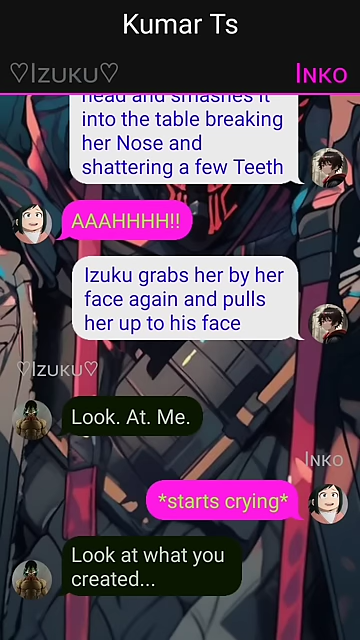 Kumar Ts
♡Izuku♡ Inko
head and smashes it
into the table breaking
her Nose and
shattering a few Teeth
AAAHHHH!!
Izuku grabs her by her
face again and pulls
her up to his face
♡Izuku♡
Look. At. Me.
Inko
*starts crying*
Look at what you
created...